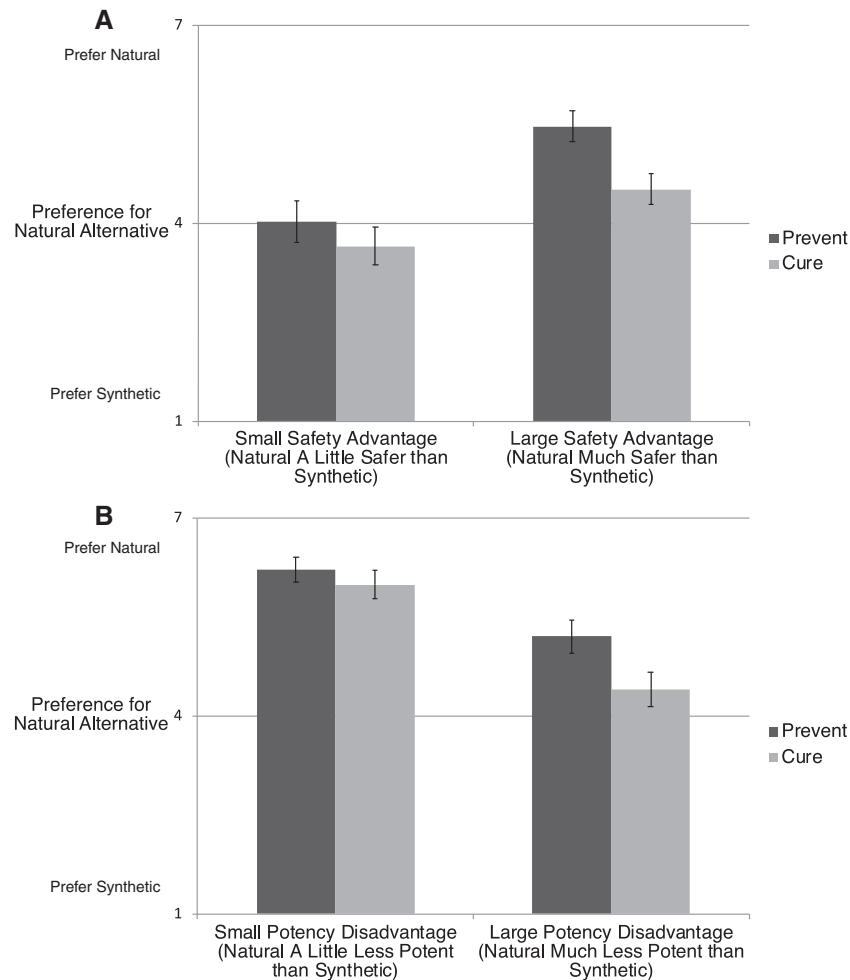 A
7
Prefer Natural
Preference for
Natural Alternative
4
Prevent
Cure
Prefer Synthetic
1
Small Safety Advantage
(Natural A Little Safer than
Synthetic)
Large Safety Advantage
(Natural Much Safer than
Synthetic)
B
7
Prefer Natural
Preference for
Natural Alternative
4
Prevent
Cure
Prefer Synthetic
1
Small Potency Disadvantage
(Natural A Little Less Potent
than Synthetic)
Large Potency Disadvantage
(Natural Much Less Potent than
Synthetic)